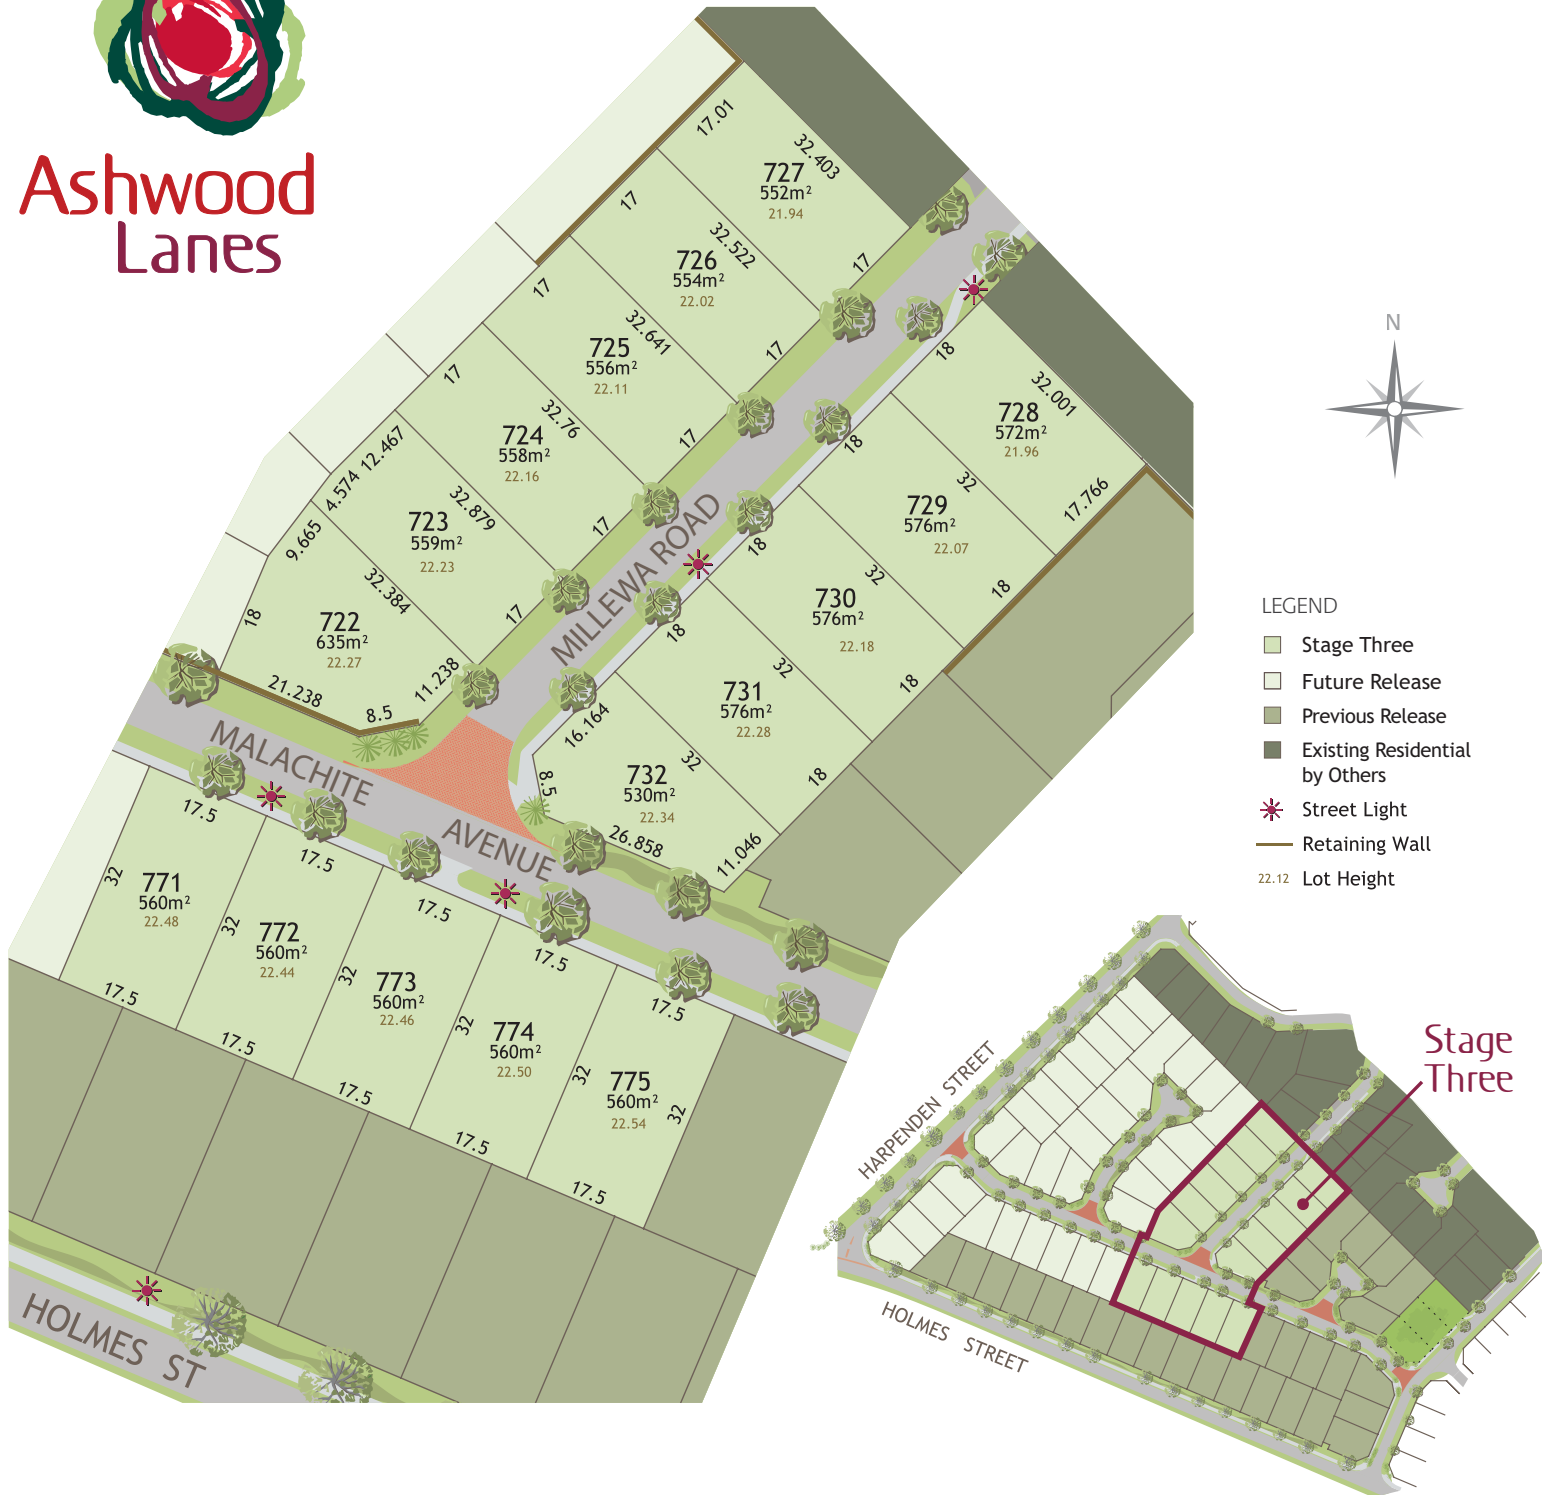 Ashwood
Lanes
17.01
32.403
727
552m²
21.94
17
17
32.522
726
554m²
22.02
17
17
32.641
725
556m²
22.11
17
17
32.76
724
558m²
22.16
17
4.574 12.467
32.879
723
559m²
22.23
17
9.665
32.384
722
635m²
22.27
18
21.238
8.5
11.238
MILLEWA ROAD
18
32.001
728
572m²
21.96
17.766
18
32
729
576m²
22.07
18
18
32
730
576m²
22.18
18
18
32
731
576m²
22.28
18
16.164
32
732
530m²
22.34
8.5
26.858
11.046
MALACHITE
AVENUE
17.5
32
771
560m²
22.48
17.5
17.5
32
772
560m²
22.44
17.5
17.5
32
773
560m²
22.46
17.5
17.5
32
774
560m²
22.50
17.5
17.5
32
775
560m²
22.54
32
17.5
HOLMES ST
N
LEGEND
Stage Three
Future Release
Previous Release
Existing Residential
by Others
Street Light
Retaining Wall
22.12 Lot Height
Stage
Three
HARPENDEN STREET
HOLMES STREET